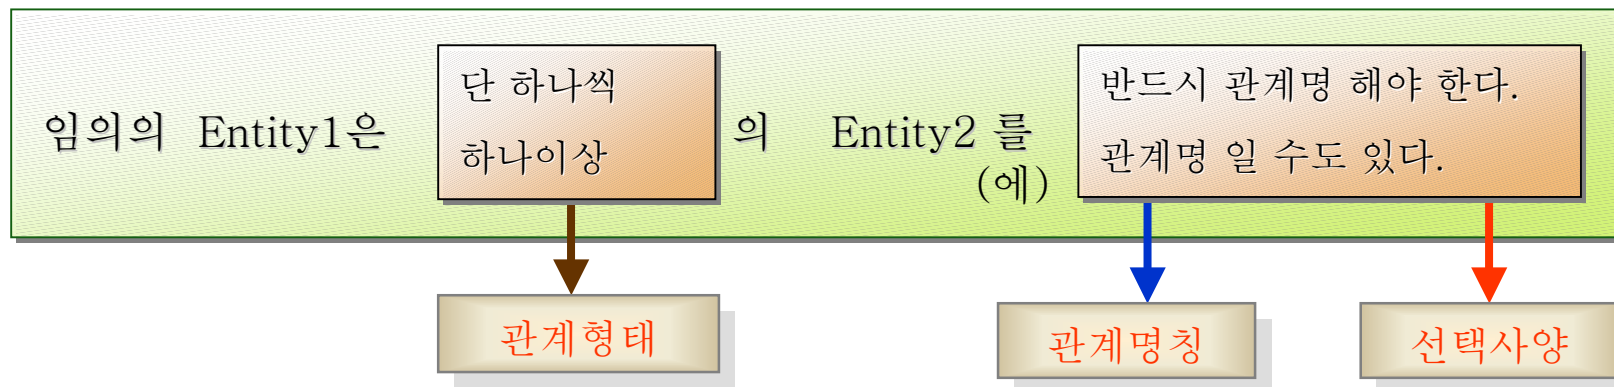 임의의 Entity1은
단 하나씩
하나이상
의 Entity2 를
(에)
반드시 관계명 해야 한다.
관계명 일 수도 있다.
관계형태
관계명칭
선택사양